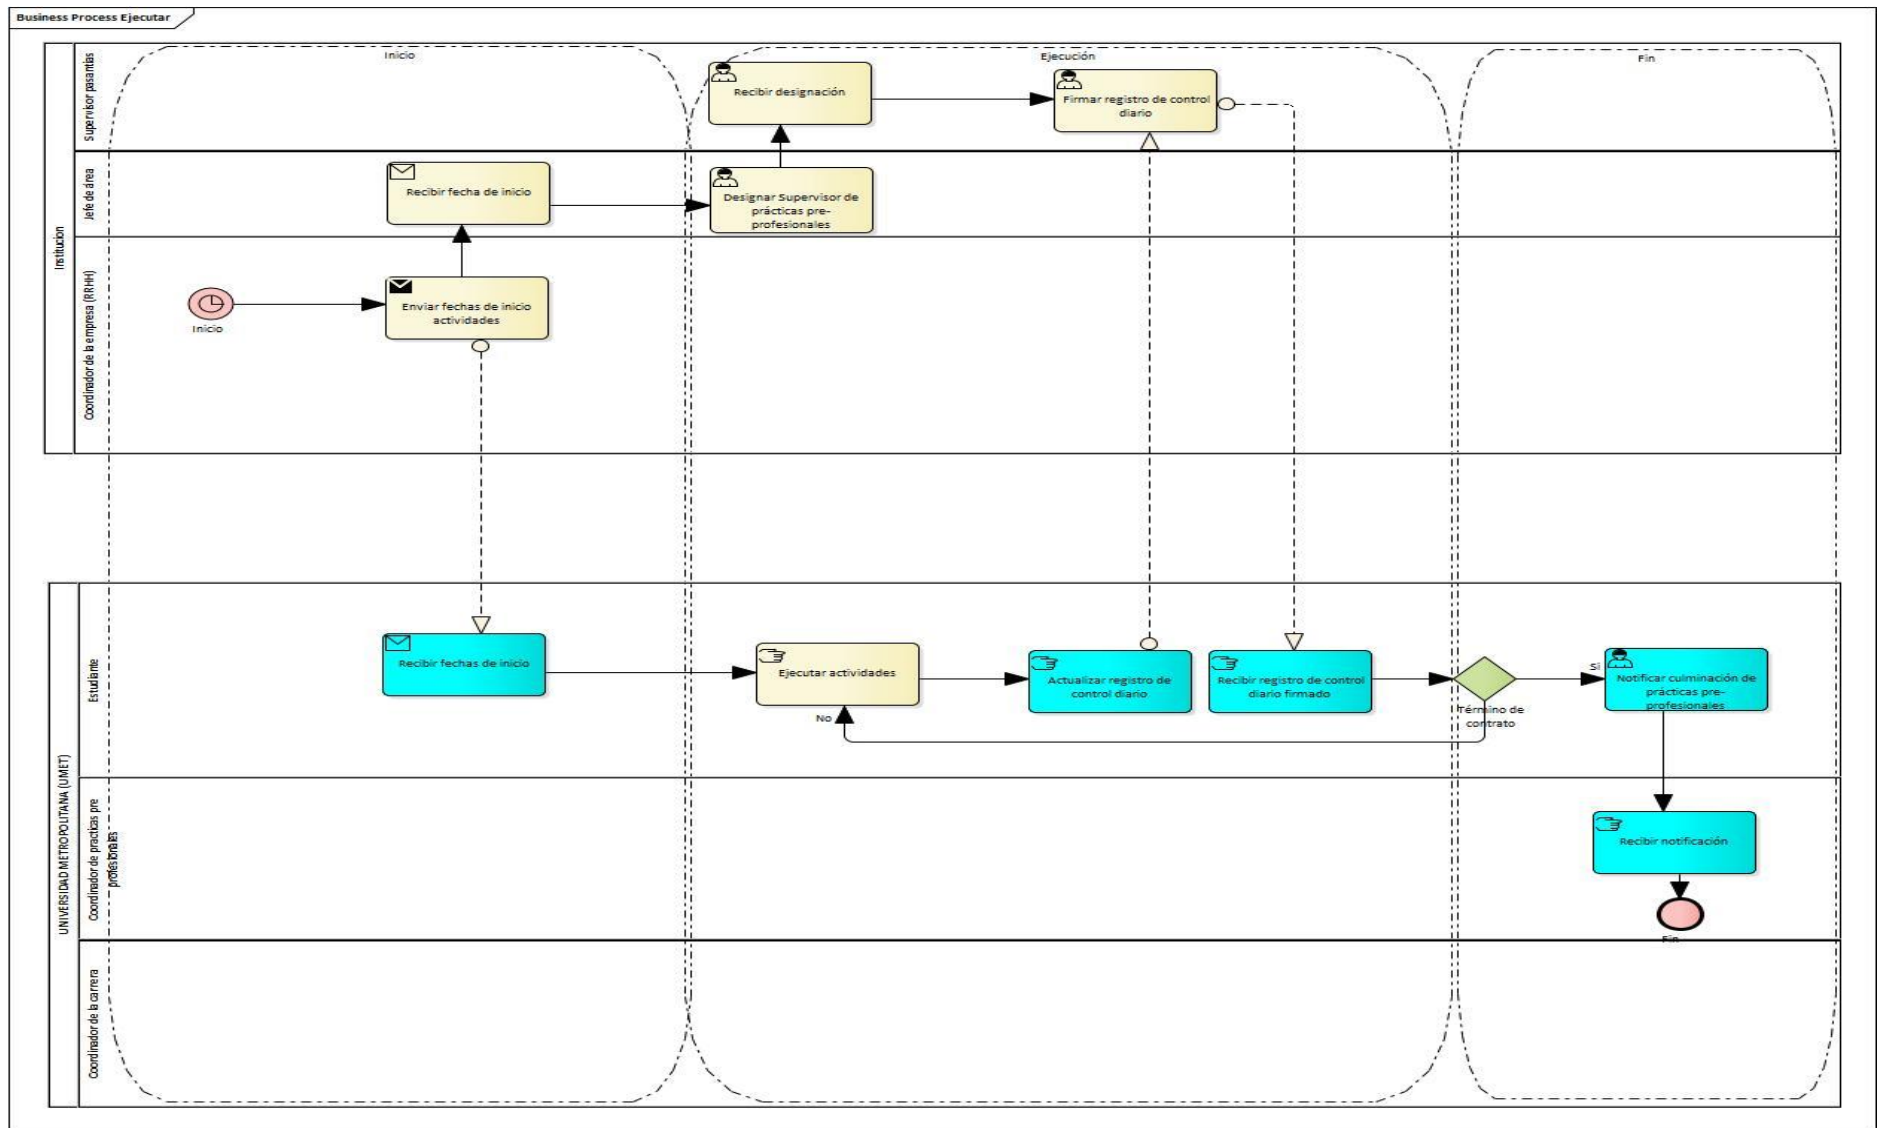 Business Process Ejecutar
Inicio
Ejecución
Fin
Institucion
Supervisor pasantias
Recibir designación
Firmar registro de control
diario
Jefe de área
Recibir fecha de inicio
Designar Supervisor de
prácticas pre-
profesionales
Coordinador de la empresa (RRHH)
Inicio
Enviar fechas de inicio
actividades
UNIVERSIDAD METROPOLITANA (UMET)
Estudiante
Recibir fechas de inicio
Ejecutar actividades
No
Actualizar registro de
control diario
Recibir registro de control
diario firmado
Término de
contrato
Si
Notificar culminación de
prácticas pre-
profesionales
Coordinador de practicas pre
profesionales
Recibir notificación
Fin
Coordinador de la carrera